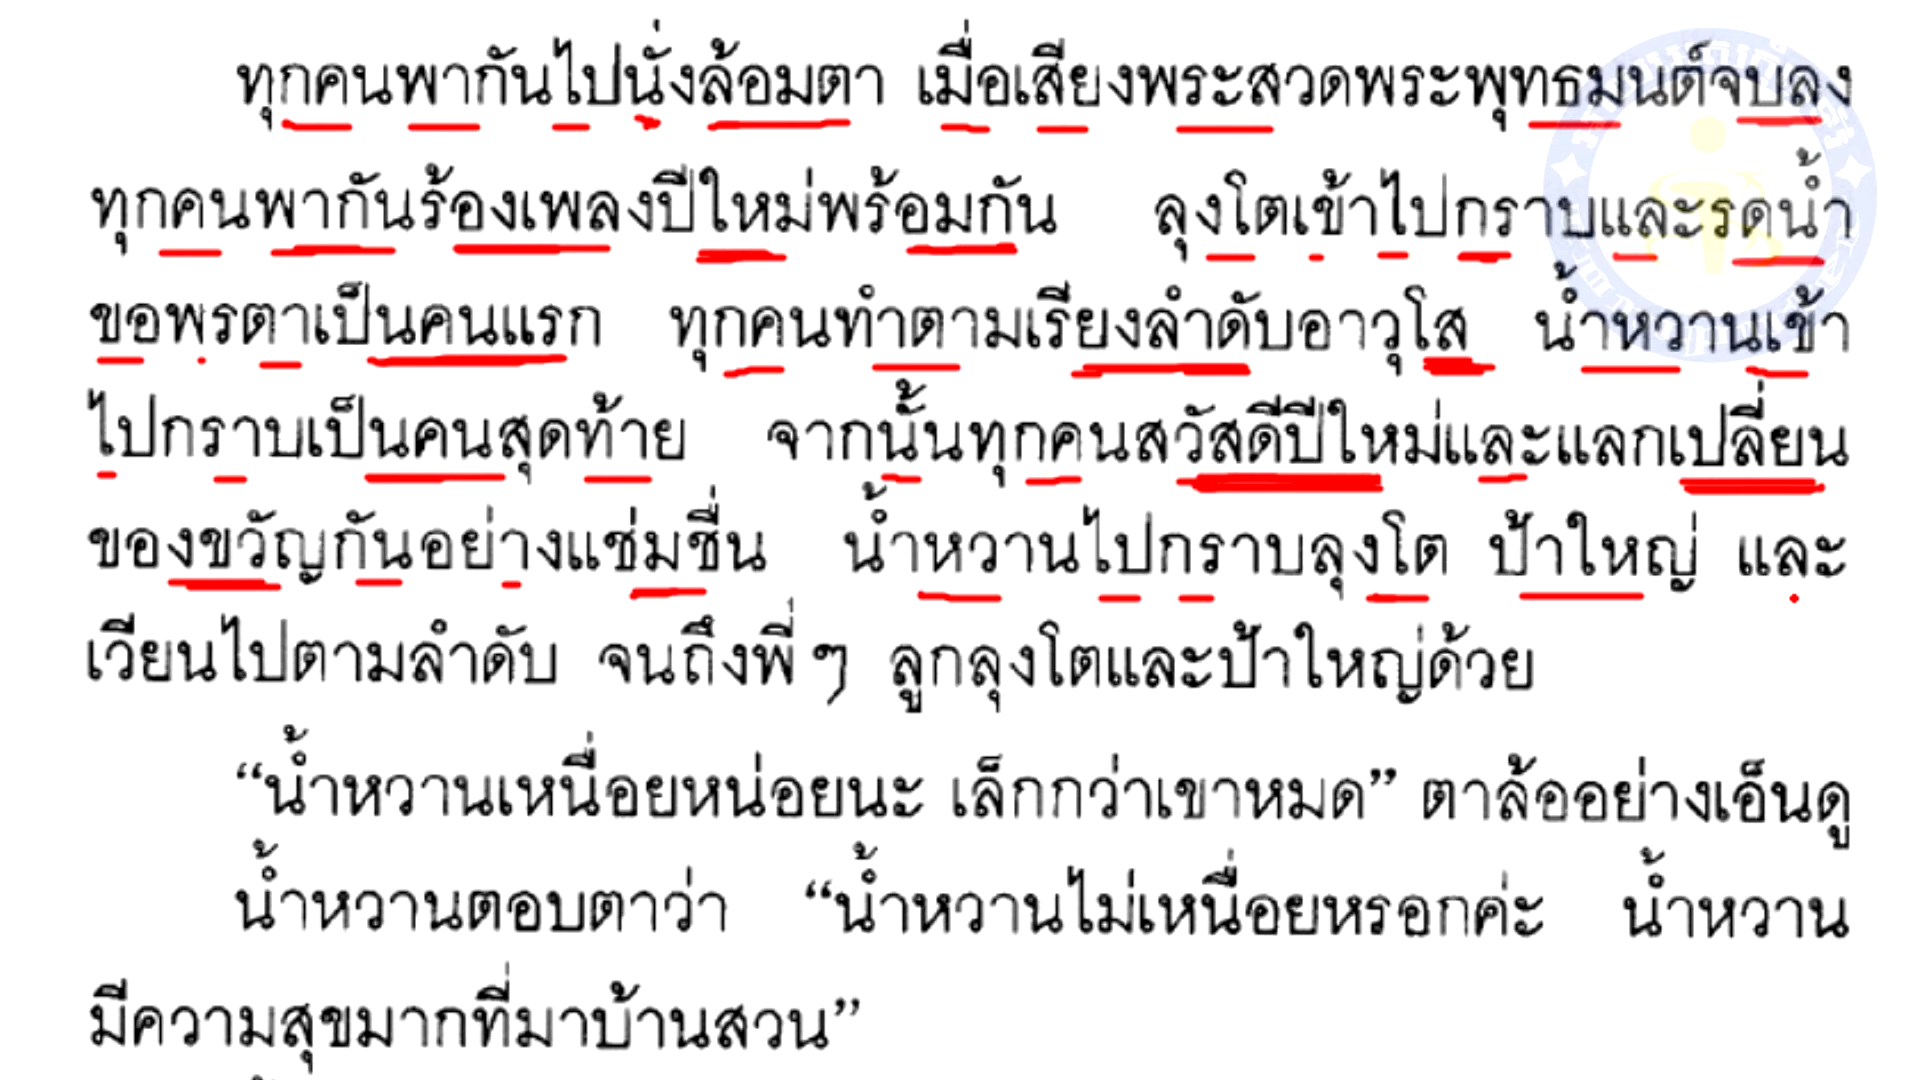 ทุกคนพากันไปนั่งล้อมตา เมื่อเสียงพระสวดพระพุทธมนต์จบลง
ทุกคนพากันร้องเพลงปีใหม่พร้อมกัน ลุงโตเข้าไปกราบและรดน้ำ
ขอพรตาเป็นคนแรก ทุกคนทำตามเรียงลำดับอาวุโส น้ำหวานเข้า
ไปกราบเป็นคนสุดท้าย จากนั้นทุกคนสวัสดีปีใหม่และแลกเปลี่ยน
ของขวัญกันอย่างแช่มชื่น น้ำหวานไปกราบลุงโต ป้าใหญ่ และ
เวียนไปตามลำดับ จนถึงพี่ๆ ลูกลุงโตและป้าใหญ่ด้วย
“น้ำหวานเหนื่อยหน่อยนะ เล็กกว่าเขาหมด” ตาล้ออย่างเอ็นดู
น้ำหวานตอบตาว่า “น้ำหวานไม่เหนื่อยหรอกค่ะ น้ำหวาน
มีความสุขมากที่มาบ้านสวน”